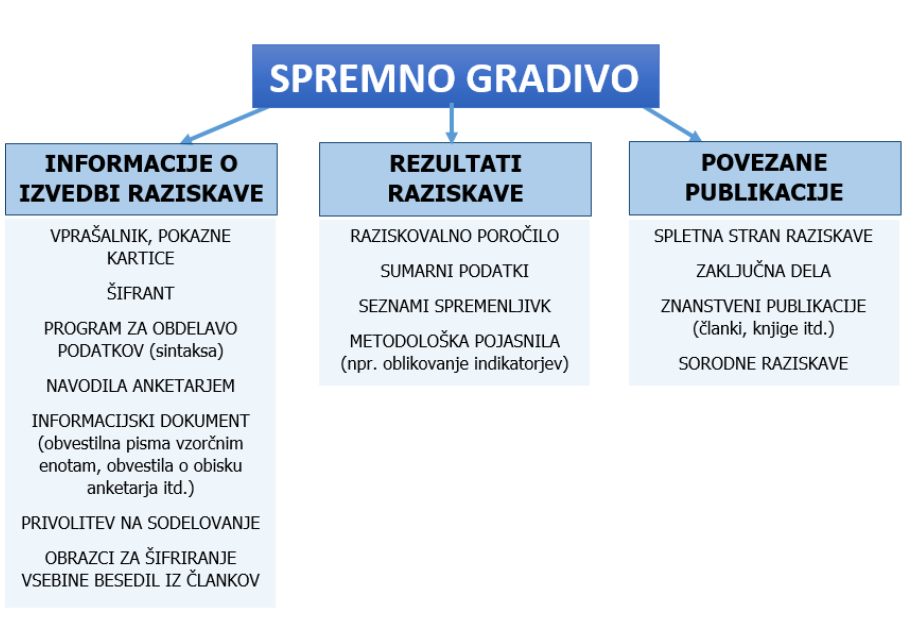 SPREMNO GRADIVO
INFORMACIJE O
IZVEDBI RAZISKAVE
VPRAŠALNIK, POKAZNE
KARTICE
ŠIFRANT
PROGRAM ZA OBDELAVO
PODATKOV (sintaksa)
NAVODILA ANKETARJEM
INFORMACIJSKI DOKUMENT
(obvestilna pisma vzorčnim
enotam, obvestila o obisku
anketarja itd.)
PRIVOLITEV NA SODELOVANJE
OBRAZCI ZA ŠIFRIRANJE
VSEBINE BESEDIL IZ ČLANKOV
REZULTATI
RAZISKAVE
RAZISKOVALNO POROČILO
SUMARNI PODATKI
SEZNAMI SPREMENLJIVK
METODOLOŠKA POJASNILA
(npr. oblikovanje indikatorjev)
POVEZANE
PUBLIKACIJE
SPLETNA STRAN RAZISKAVE
ZAKLJUČNA DELA
ZNANSTVENI PUBLIKACIJE
(članki, knjige itd.)
SORODNE RAZISKAVE